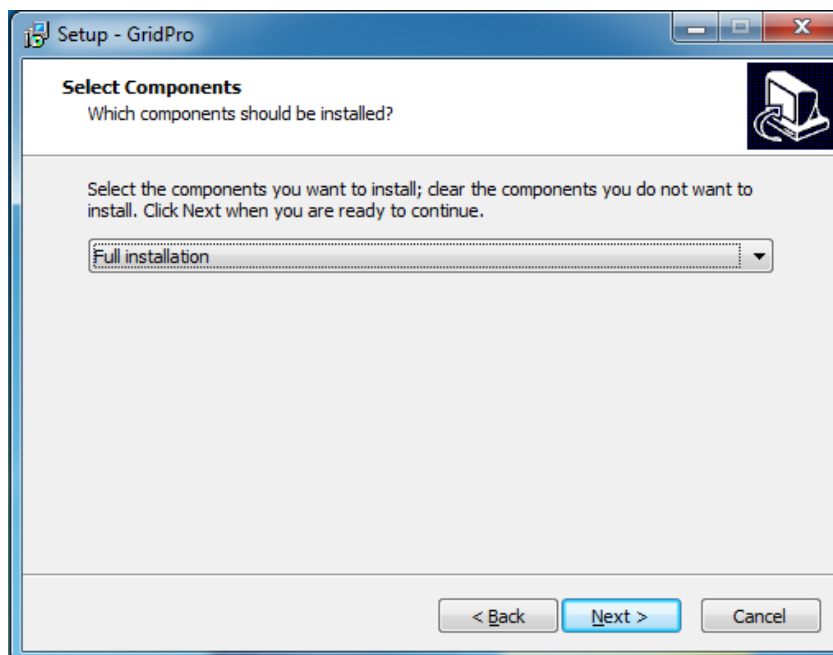 Setup - GridPro
Select Components
Which components should be installed?
Select the components you want to install; clear the components you do not want to
install. Click Next when you are ready to continue.
Full installation
< Back
Next >
Cancel